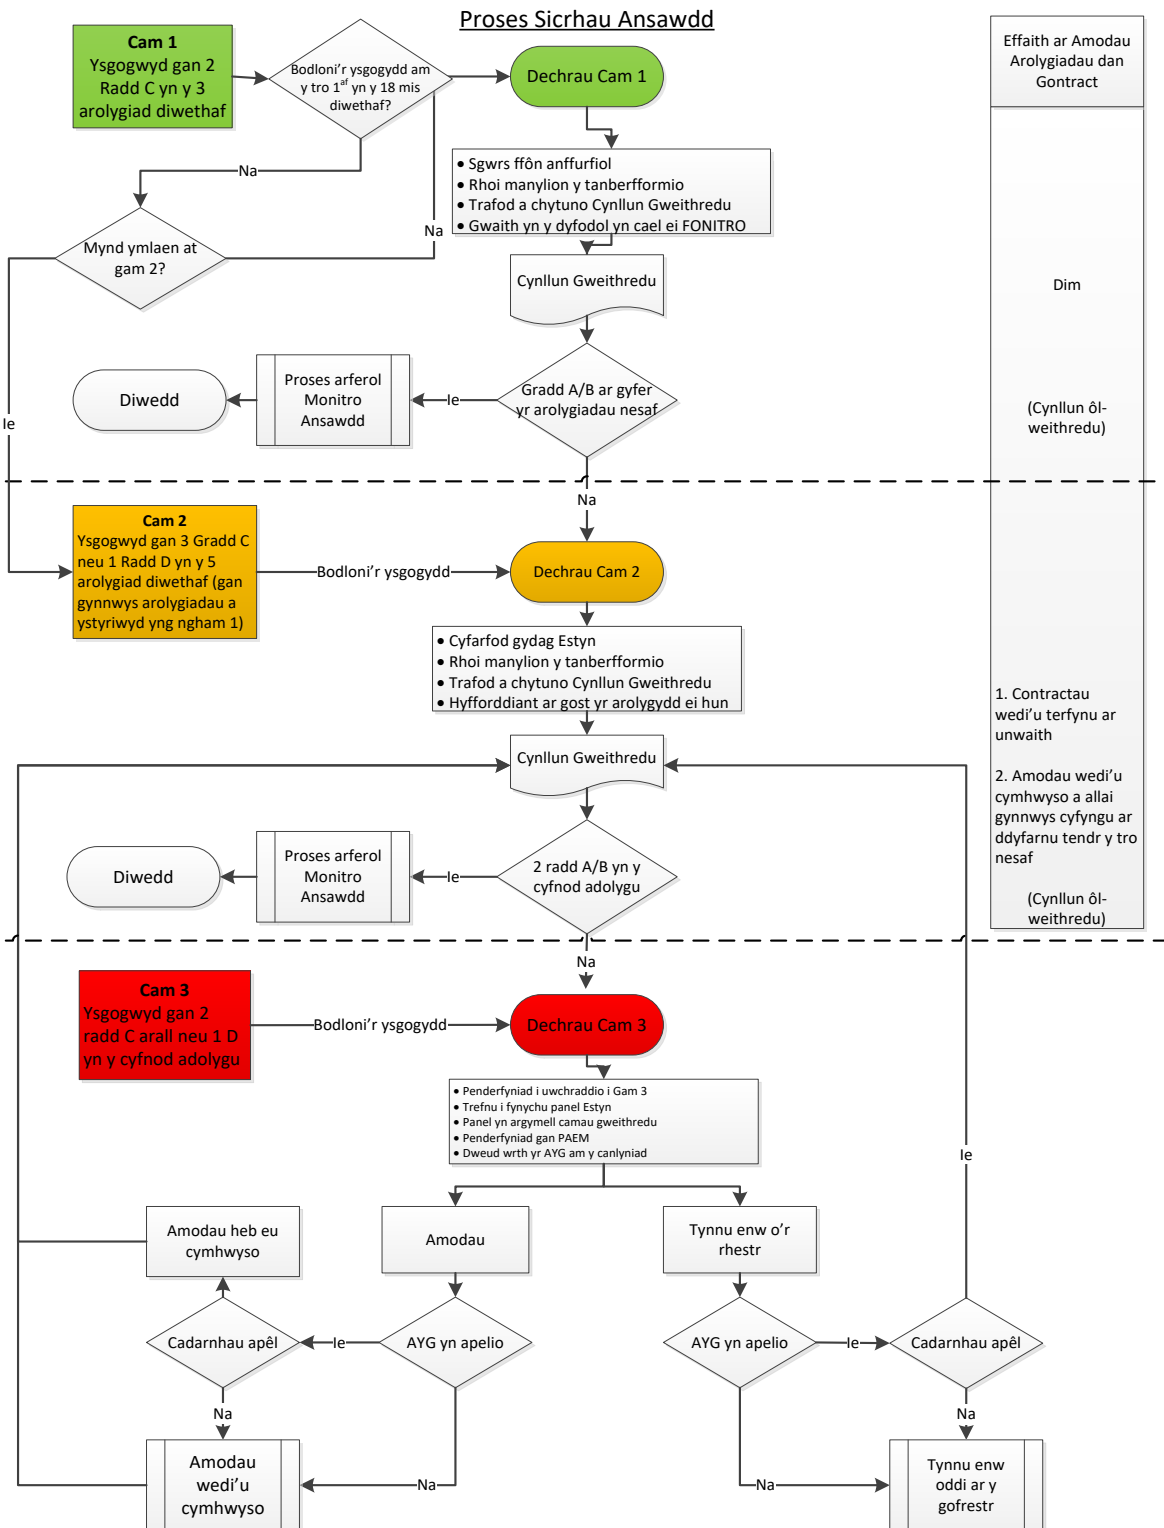 Proses Sicrhau Ansawdd
Cam 1
Ysgogwyd gan 2
Radd C yn y 3
arolygiad diwethaf
Bodloni'r ysgogydd am
y tro 1af yn y 18 mis
diwethaf?
Dechrau Cam 1
Effaith ar Amodau
Arolygiadau dan
Gontract
Na
• Sgwrs ffôn anffurfiol
• Rhoi manylion y tanberfformio
• Trafod a chytuno Cynllun Gweithredu
• Gwaith yn y dyfodol yn cael ei FONITRO
Na
Mynd ymlaen at
gam 2?
Cynllun Gweithredu
Dim
Diwedd
Proses arferol
Monitro
Ansawdd
Ie
Gradd A/B ar gyfer
yr arolygiadau nesaf
(Cynllun ôl-
weithredu)
Ie
Na
Cam 2
Ysgogwyd gan 3 Gradd C
neu 1 Radd D yn y 5
arolygiad diwethaf (gan
gynnwys arolygiadau a
ystyriwyd yng ngham 1)
Bodloni'r ysgogydd
Dechrau Cam 2
• Cyfarfod gydag Estyn
• Rhoi manylion y tanberfformio
• Trafod a chytuno Cynllun Gweithredu
• Hyfforddiant ar gost yr arolygydd ei hun
1. Contractau
wedi'u terfynu ar
unwaith
Cynllun Gweithredu
2. Amodau wedi'u
cymhwyso a allai
gynnwys cyfyngu ar
ddyfarnu tendr y tro
nesaf
Diwedd
Proses arferol
Monitro
Ansawdd
Ie
2 radd A/B yn y
cyfnod adolygu
(Cynllun ôl-
weithredu)
Na
Cam 3
Ysgogwyd gan 2
radd C arall neu 1 D
yn y cyfnod adolygu
Bodloni'r ysgogydd
Dechrau Cam 3
• Penderfyniad i uwchraddio i Gam 3
• Trefnu i fynychu panel Estyn
• Panel yn argymell camau gweithredu
• Penderfyniad gan PAEM
• Dweud wrth yr AYG am y canlyniad
Ie
Amodau heb eu
cymhwyso
Amodau
Tynnu enw o'r
rhestr
Cadarnhau apêl
Ie
AYG yn apelio
AYG yn apelio
Ie
Cadarnhau apêl
Na
Na
Amodau
wedi'u
cymhwyso
Na
Na
Tynnu enw
oddi ar y
gofrestr